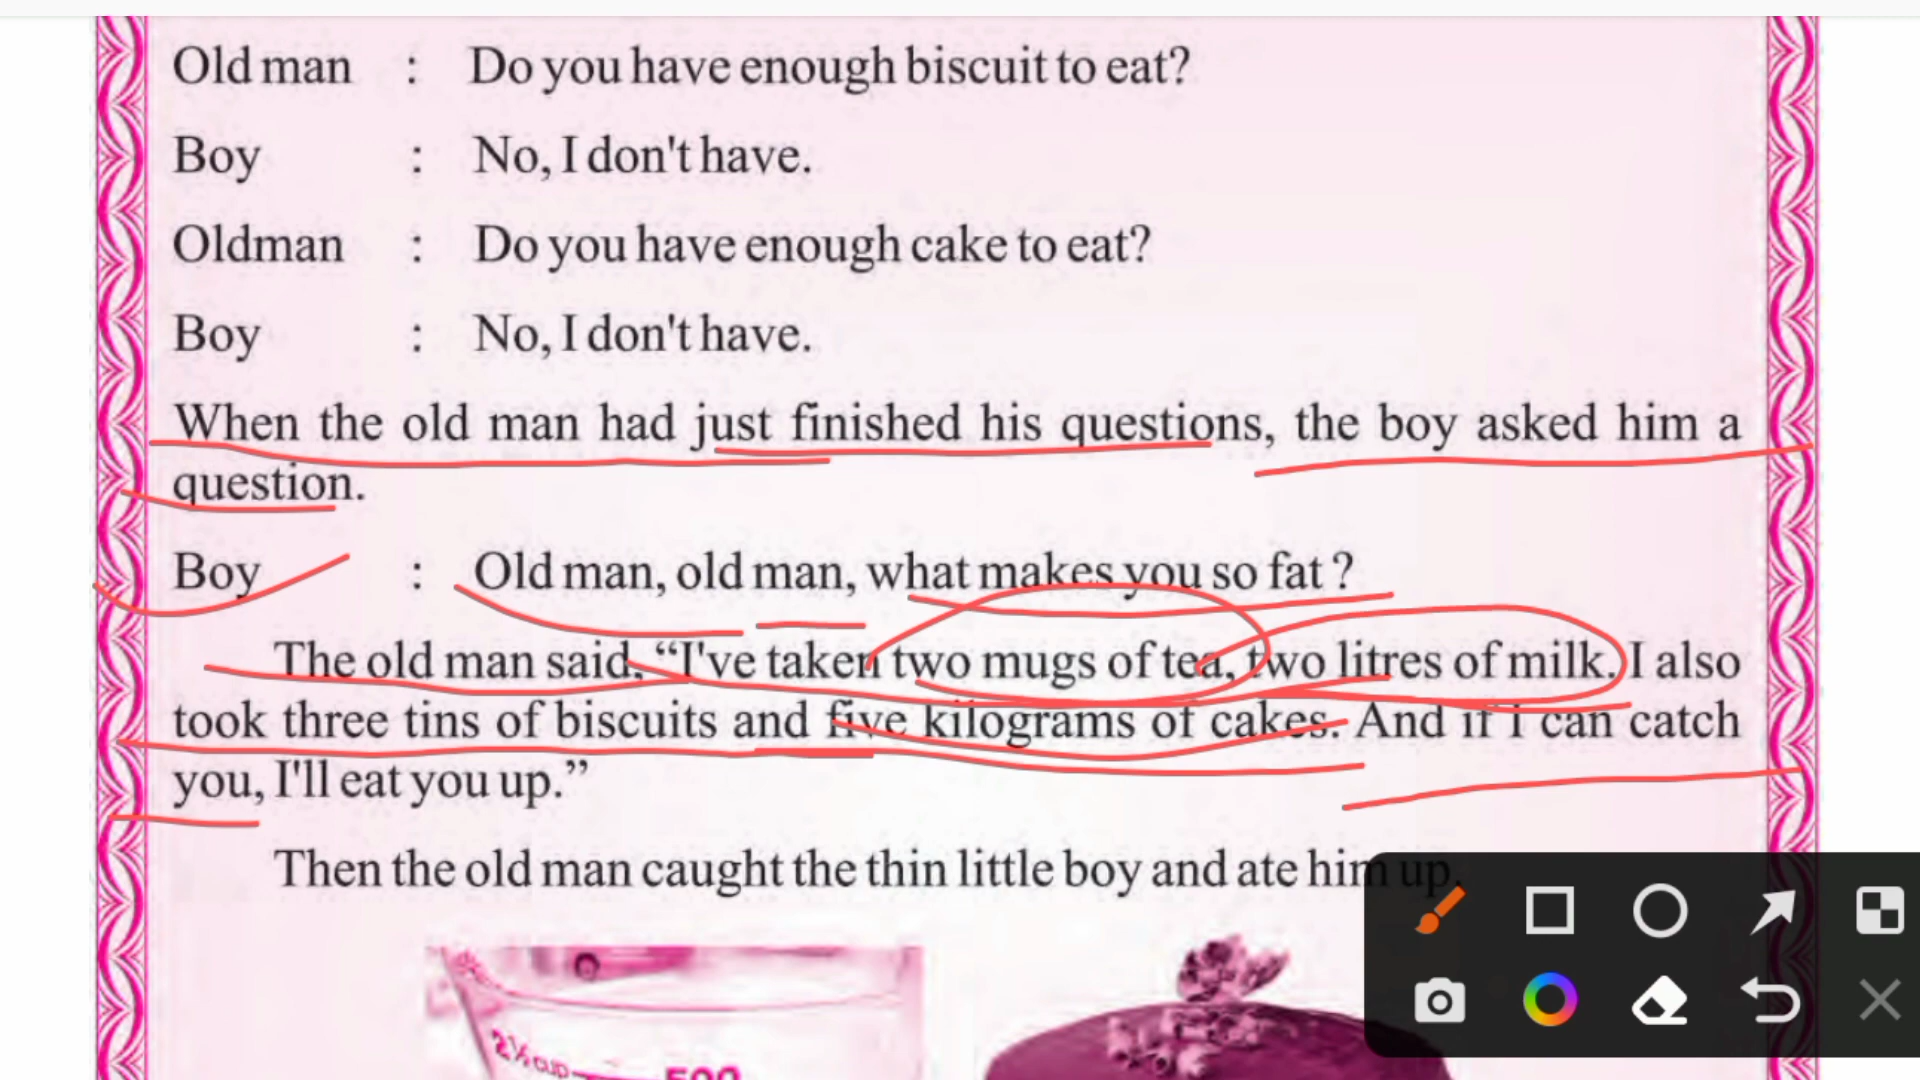 Old man : Do you have enough biscuit to eat?
Boy : No, I don't have.
Oldman : Do you have enough cake to eat?
Boy : No, I don't have.
When the old man had just finished his questions, the boy asked him a
question.
Boy : Old man, old man, what makes you so fat ?
The old man said, “I've taken two mugs of tea, two litres of milk. I also
took three tins of biscuits and five kilograms of cakes. And if I can catch
you, I'll eat you up.”
Then the old man caught the thin little boy and ate him up.
2½ cup
500